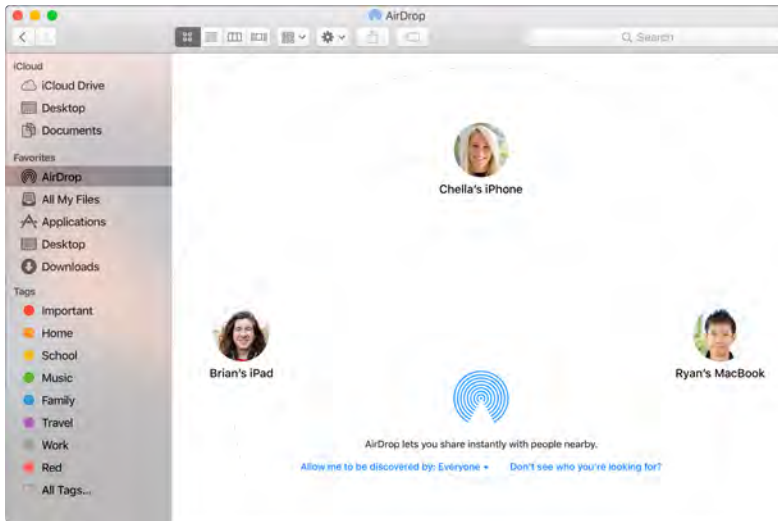 AirDrop
Search
iCloud
iCloud Drive
Desktop
Documents
Favorites
AirDrop
All My Files
Applications
Desktop
Downloads
Tags
Important
Home
School
Music
Family
Travel
Work
Red
All Tags...
Chella's iPhone
Brian's iPad
Ryan's MacBook
AirDrop lets you share instantly with people nearby.
Allow me to be discovered by: Everyone Don't see who you're looking for?